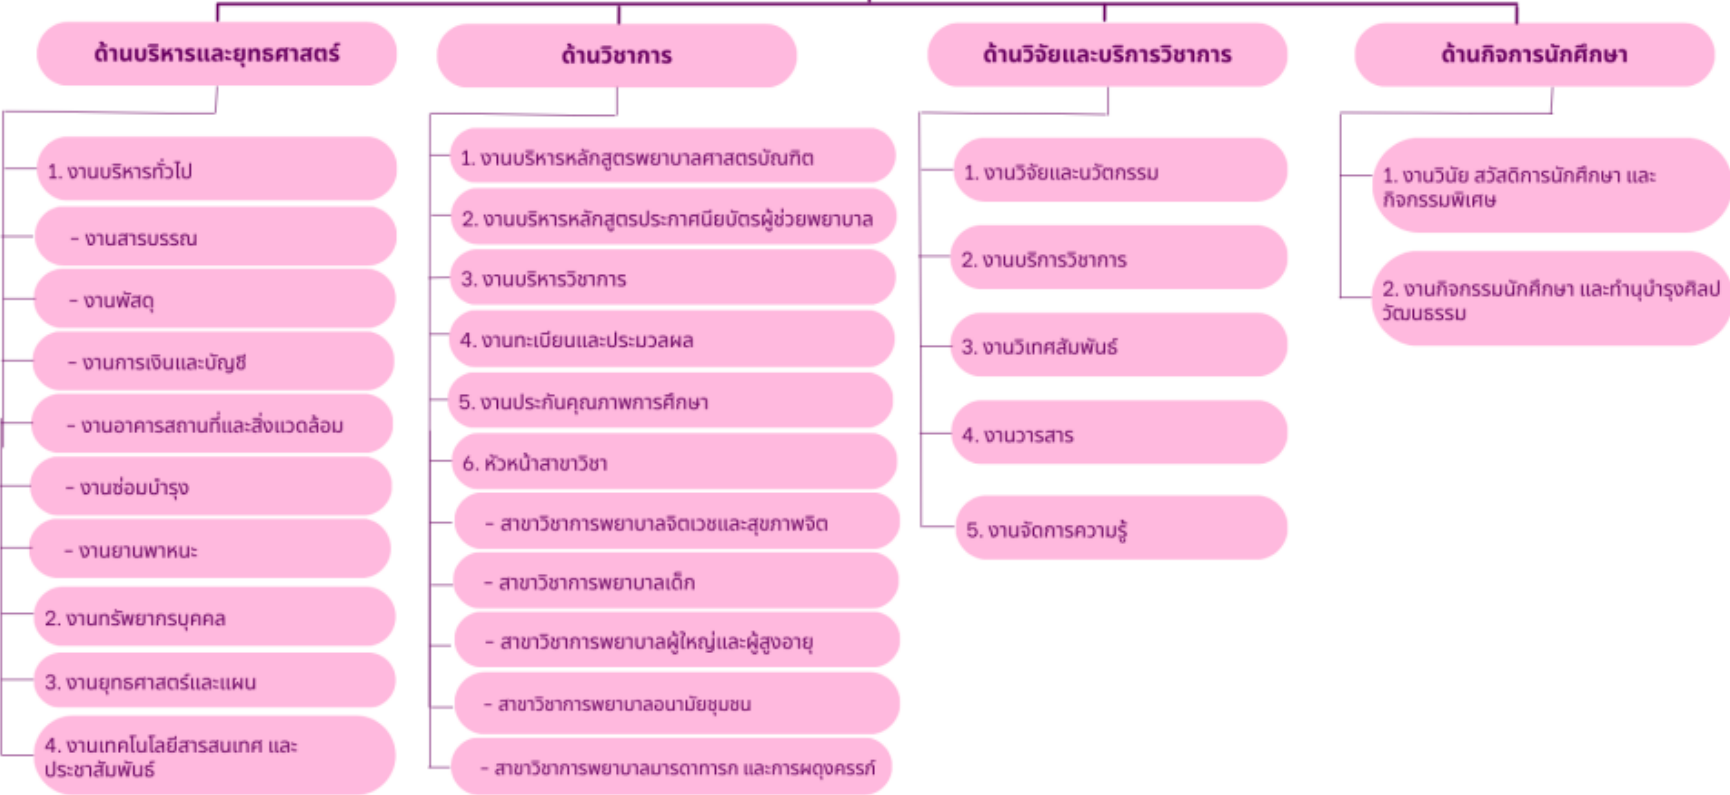 ด้านบริหารและยุทธศาสตร์
1. งานบริหารทั่วไป
- งานสารบรรณ
- งานพัสดุ
- งานการเงินและบัญชี
- งานอาคารสถานที่และสิ่งแวดล้อม
- งานซ่อมบำรุง
- งานยานพาหนะ
2. งานทรัพยากรบุคคล
3. งานยุทธศาสตร์และแผน
4. งานเทคโนโลยีสารสนเทศ และ
ประชาสัมพันธ์
ด้านวิชาการ
1. งานบริหารหลักสูตรพยาบาลศาสตรบัณฑิต
2. งานบริหารหลักสูตรประกาศนียบัตรผู้ช่วยพยาบาล
3. งานบริหารวิชาการ
4. งานทะเบียนและประมวลผล
5. งานประกันคุณภาพการศึกษา
6. หัวหน้าสาขาวิชา
- สาขาวิชาการพยาบาลจิตเวชและสุขภาพจิต
- สาขาวิชาการพยาบาลเด็ก
- สาขาวิชาการพยาบาลผู้ใหญ่และผู้สูงอายุ
- สาขาวิชาการพยาบาลอนามัยชุมชน
- สาขาวิชาการพยาบาลมารดาทารก และการผดุงครรภ์
ด้านวิจัยและบริการวิชาการ
1. งานวิจัยและนวัตกรรม
2. งานบริการวิชาการ
3. งานวิเทศสัมพันธ์
4. งานวารสาร
5. งานจัดการความรู้
ด้านกิจการนักศึกษา
1. งานวินัย สวัสดิการนักศึกษา และ
กิจกรรมพิเศษ
2. งานกิจกรรมนักศึกษา และทำนุบำรุงศิลป
วัฒนธรรม